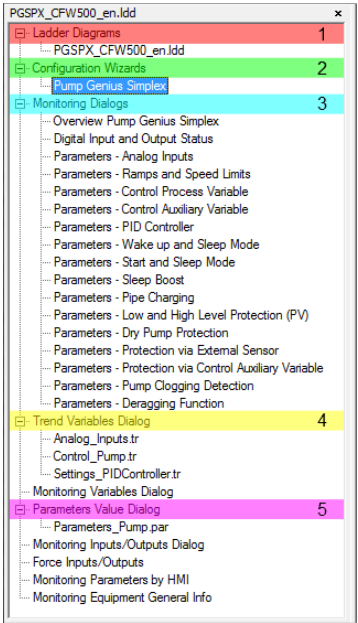 PGSPX_CFW500_en.ldd x
Ladder Diagrams 1
PGSPX_CFW500_en.ldd
Configuration Wizards 2
Pump Genius Simplex
Monitoring Dialogs 3
Overview Pump Genius Simplex
Digital Input and Output Status
Parameters - Analog Inputs
Parameters - Ramps and Speed Limits
Parameters - Control Process Variable
Parameters - Control Auxiliary Variable
Parameters - PID Controller
Parameters - Wake up and Sleep Mode
Parameters - Start and Sleep Mode
Parameters - Sleep Boost
Parameters - Pipe Charging
Parameters - Low and High Level Protection (PV)
Parameters - Dry Pump Protection
Parameters - Protection via External Sensor
Parameters - Protection via Control Auxiliary Variable
Parameters - Pump Clogging Detection
Parameters - Deragging Function
Trend Variables Dialog 4
Analog_Inputs.tr
Control_Pump.tr
Settings_PIDController.tr
Monitoring Variables Dialog
Parameters Value Dialog 5
Parameters_Pump.par
Monitoring Inputs/Outputs Dialog
Force Inputs/Outputs
Monitoring Parameters by HMI
Monitoring Equipment General Info